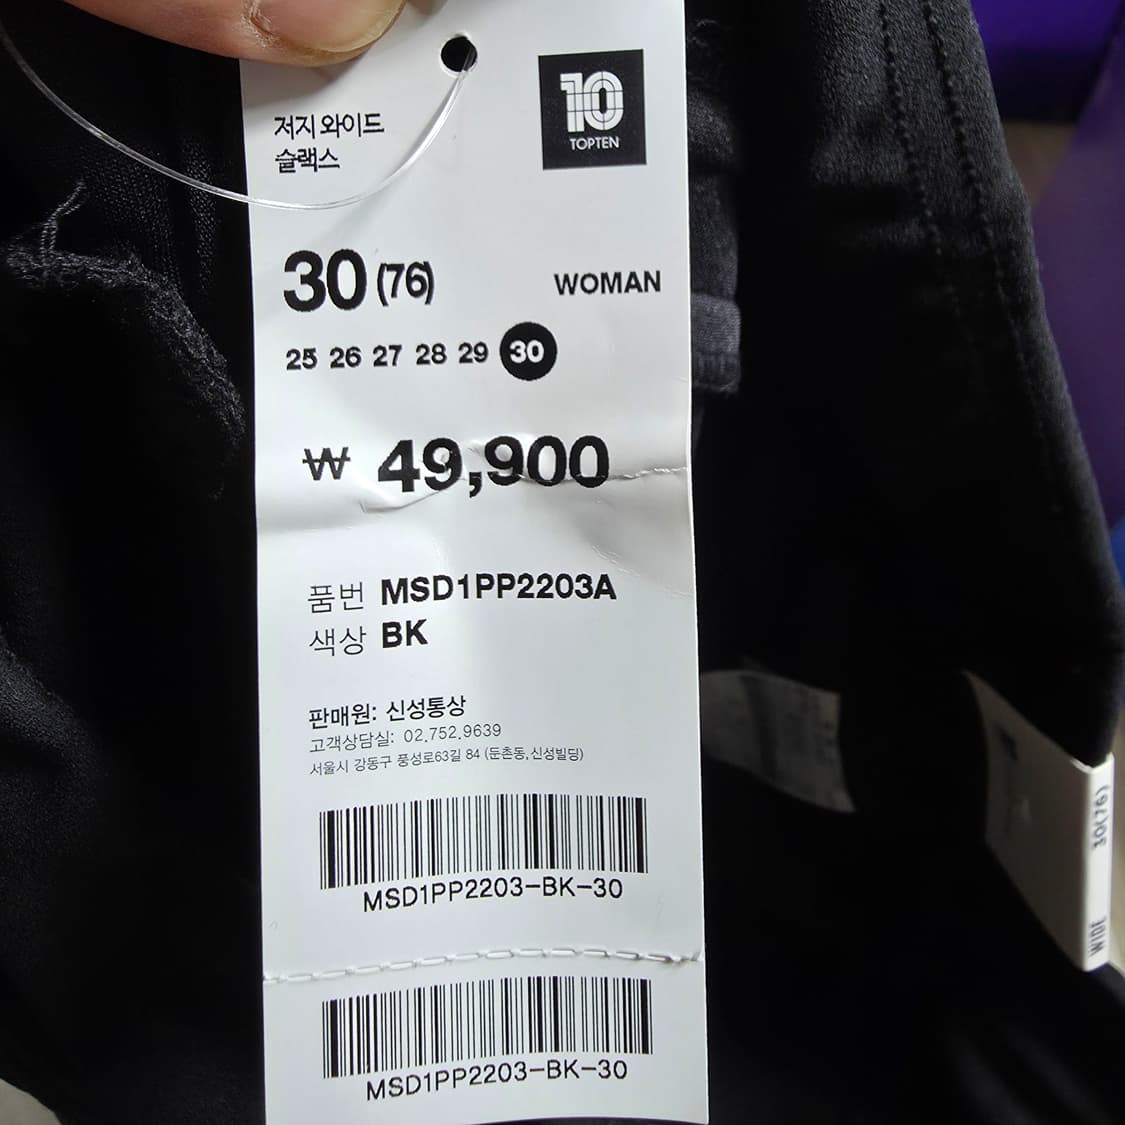 저지 와이드
슬랙스
10
TOPTEN
30 (76)
WOMAN
25 26 27 28 29 30
₩ 49,900
품번 MSD1PP2203A
색상 BK
판매원: 신성통상
고객상담실: 02.752.9639
서울시 강동구 풍성로63길 84 (둔촌동,신성빌딩)
MSD1PP2203-BK-30
MSD1PP2203-BK-30
30(76)
WIDE